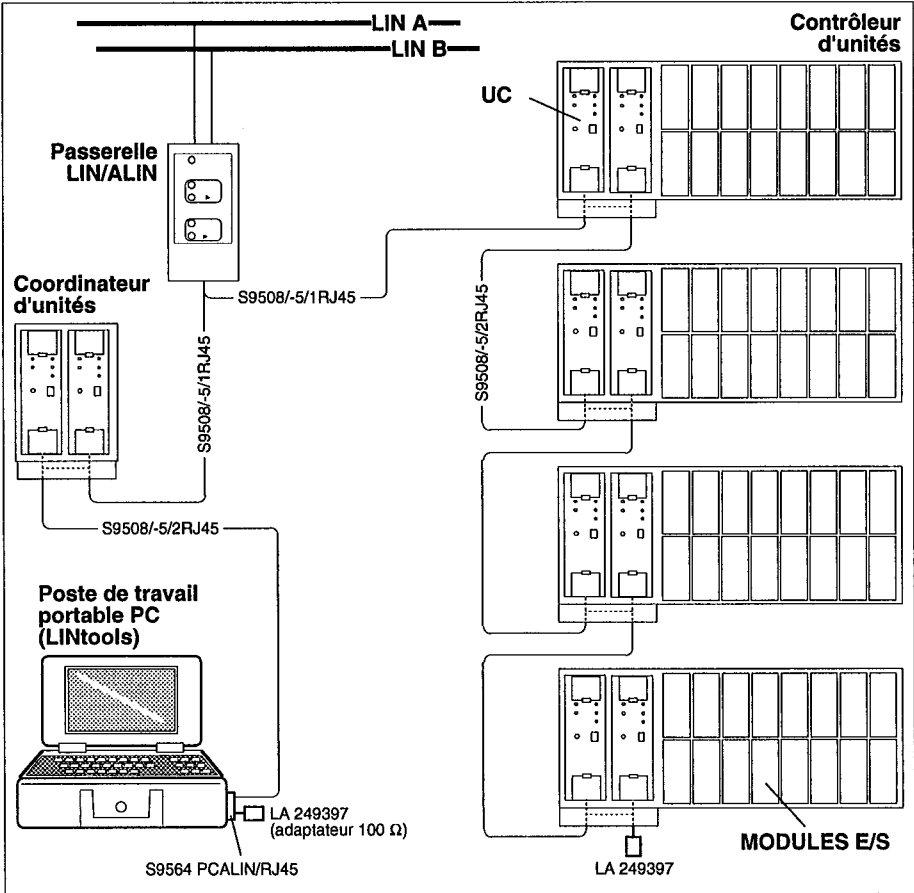 LIN A
LIN B
Contrôleur
d'unités
UC
Passerelle
LIN/ALIN
S9508/-5/1RJ45
Coordinateur
d'unités
S9508/-5/1RJ45
S9508/-5/2RJ45
S9508/-5/2RJ45
Poste de travail
portable PC
(LINtools)
LA 249397
(adaptateur 100 Ω)
S9564 PCALIN/RJ45
MODULES E/S
LA 249397